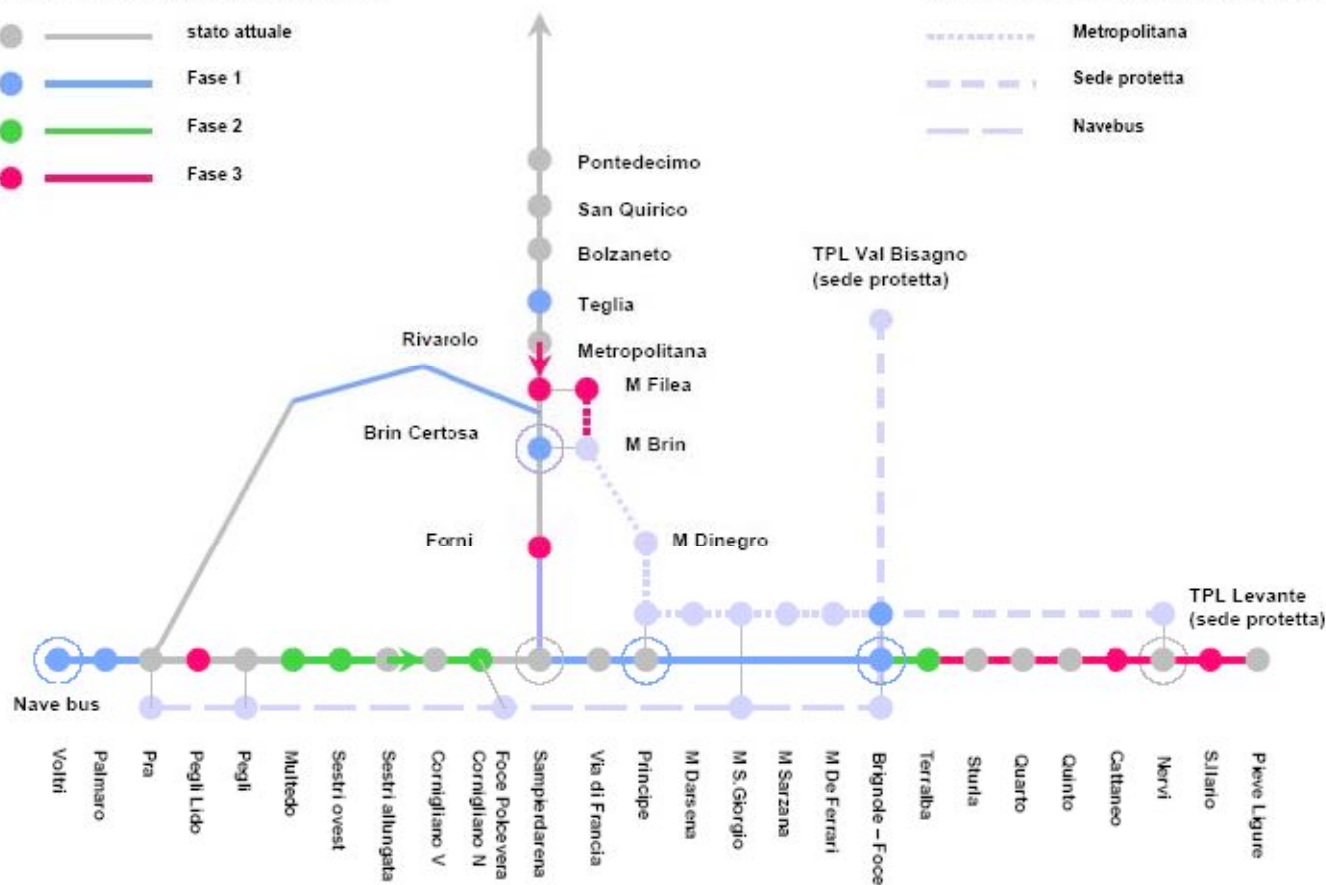 stato attuale
Fase 1
Fase 2
Fase 3
Metropolitana
Sede protetta
Navebus
Pontedecimo
San Quirico
Bolzaneto
Teglia
Metropolitana
M Filea
M Brin
Rivarolo
Brin Certosa
Forni
M Dinegro
TPL Val Bisagno
(sede protetta)
TPL Levante
(sede protetta)
Nave bus
Voltri
Palmaro
Pra
Pegli Lido
Pegli
Multedo
Sestri ovest
Sestri allungata
Cornigliano V
Cornigliano N
Foce Polcevera
Sampierdarena
Via di Francia
Principe
M Darsena
M S. Giorgio
M Sarzana
M De Ferrari
Brignole – Foce
Terralba
Sturla
Quarto
Quinto
Cattaneo
Nervi
S.Ilario
Pieve Ligure